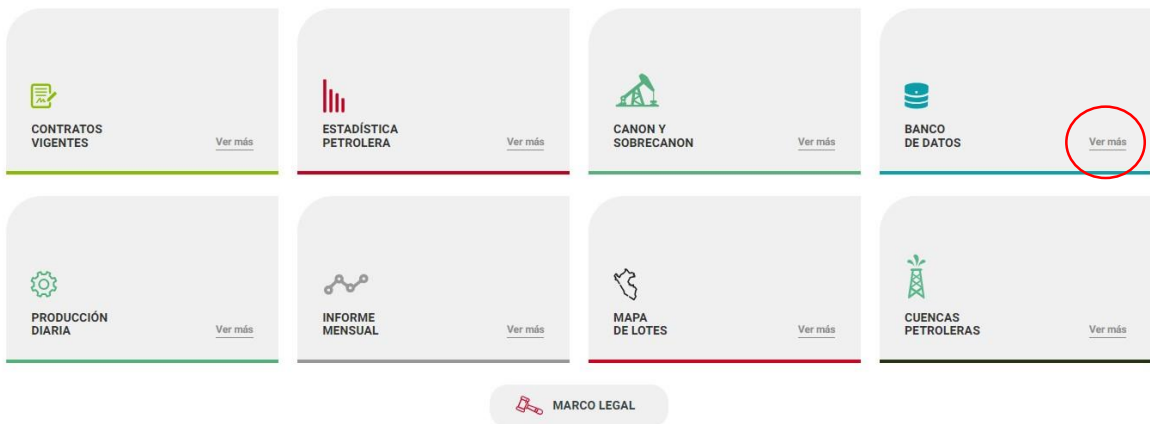 CONTRATOS
VIGENTES
Ver más
ESTADÍSTICA
PETROLERA
Ver más
CANON Y
SOBRECANON
Ver más
BANCO
DE DATOS
Ver más
PRODUCCIÓN
DIARIA
Ver más
INFORME
MENSUAL
Ver más
MAPA
DE LOTES
Ver más
CUENCAS
PETROLERAS
Ver más
MARCO LEGAL